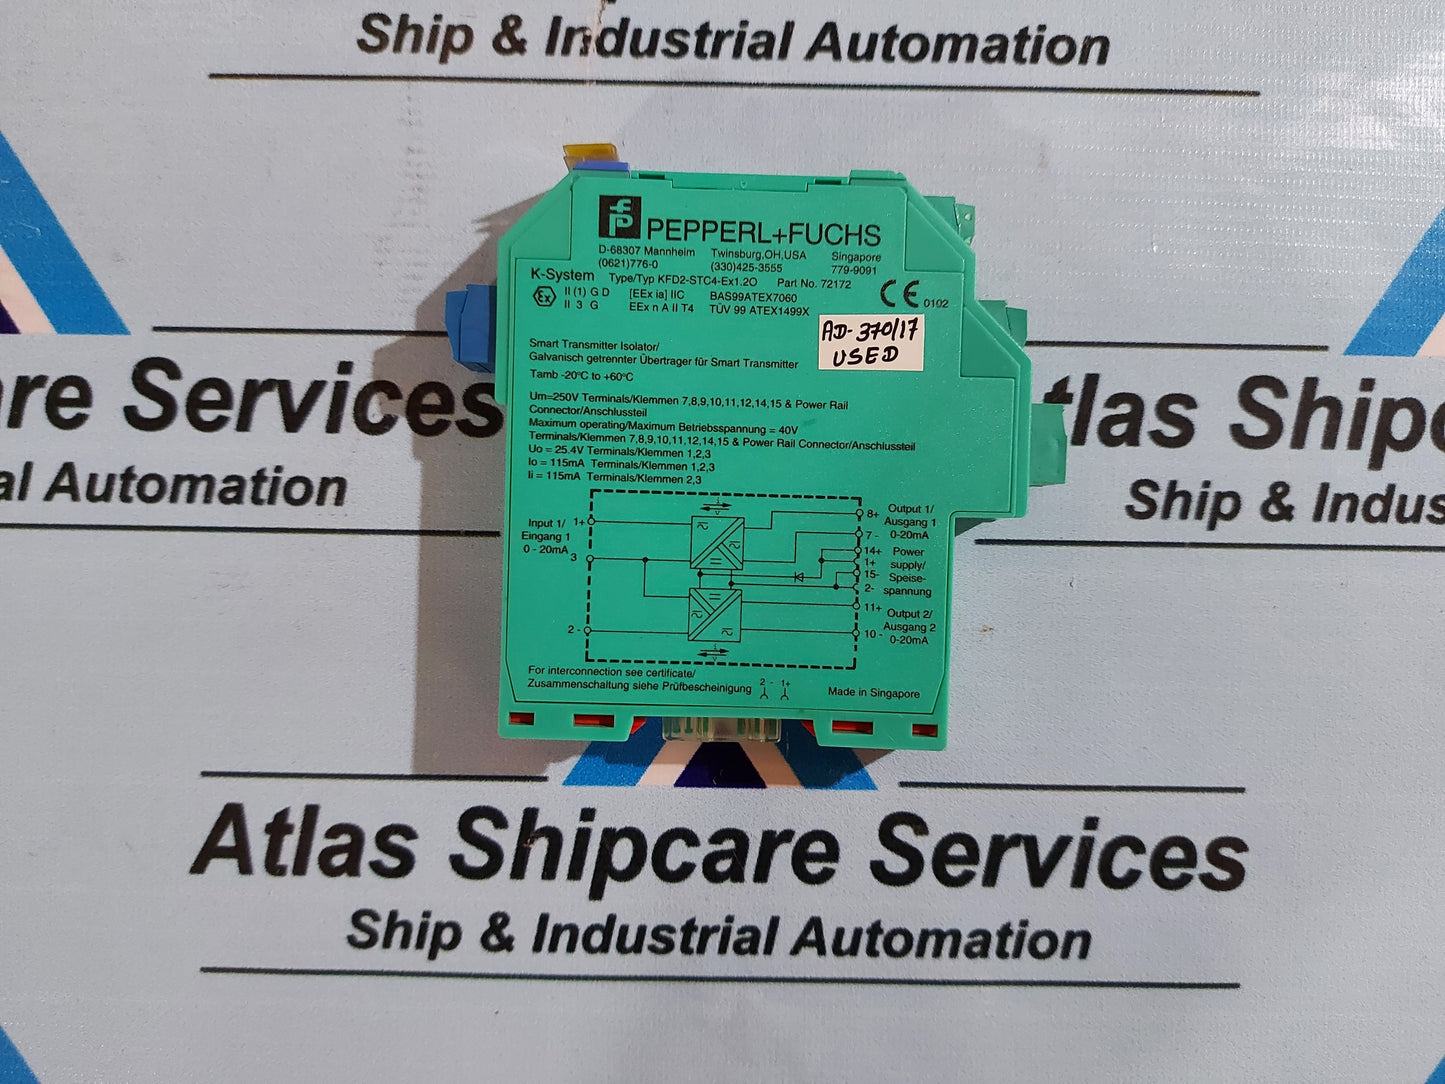 Ship & Industrial Automation
PEPPERL+FUCHS
D-68307 Mannheim Twinsburg,OH,USA Singapore
(0621)776-0 (330)425-3555 779-9091
K-System Type/Typ KFD2-STC4-Ex1.2O Part No. 72172
Ex II (1) G D [EEx ia] IIC BAS99ATEX7060
II 3 G EEx n A II T4 TÜV 99 ATEX1499X
CE 0102
AD-370/17
USED
Smart Transmitter Isolator/
Galvanisch getrennter Übertrager für Smart Transmitter
Tamb -20°C to +60°C
Um=250V Terminals/Klemmen 7,8,9,10,11,12,14,15 & Power Rail
Connector/Anschlussteil
Maximum operating/Maximum Betriebsspannung = 40V
Terminals/Klemmen 7,8,9,10,11,12,14,15 & Power Rail Connector/Anschlussteil
Uo = 25.4V Terminals/Klemmen 1,2,3
Io = 115mA Terminals/Klemmen 1,2,3
Ii = 115mA Terminals/Klemmen 2,3
Input 1/
Eingang 1
0 - 20mA
1+
3
2 -
8+
7 -
14+
1+
15-
2-
11+
10 -
Output 1/
Ausgang 1
0-20mA
Power
supply/
Speise-
spannung
Output 2/
Ausgang 2
0-20mA
For interconnection see certificate/
Zusammenschaltung siehe Prüfbescheinigung
2 - 1+
Made in Singapore
are Services
al Automation
tlas Shipc
Ship & Indus
Atlas Shipcare Services
Ship & Industrial Automation